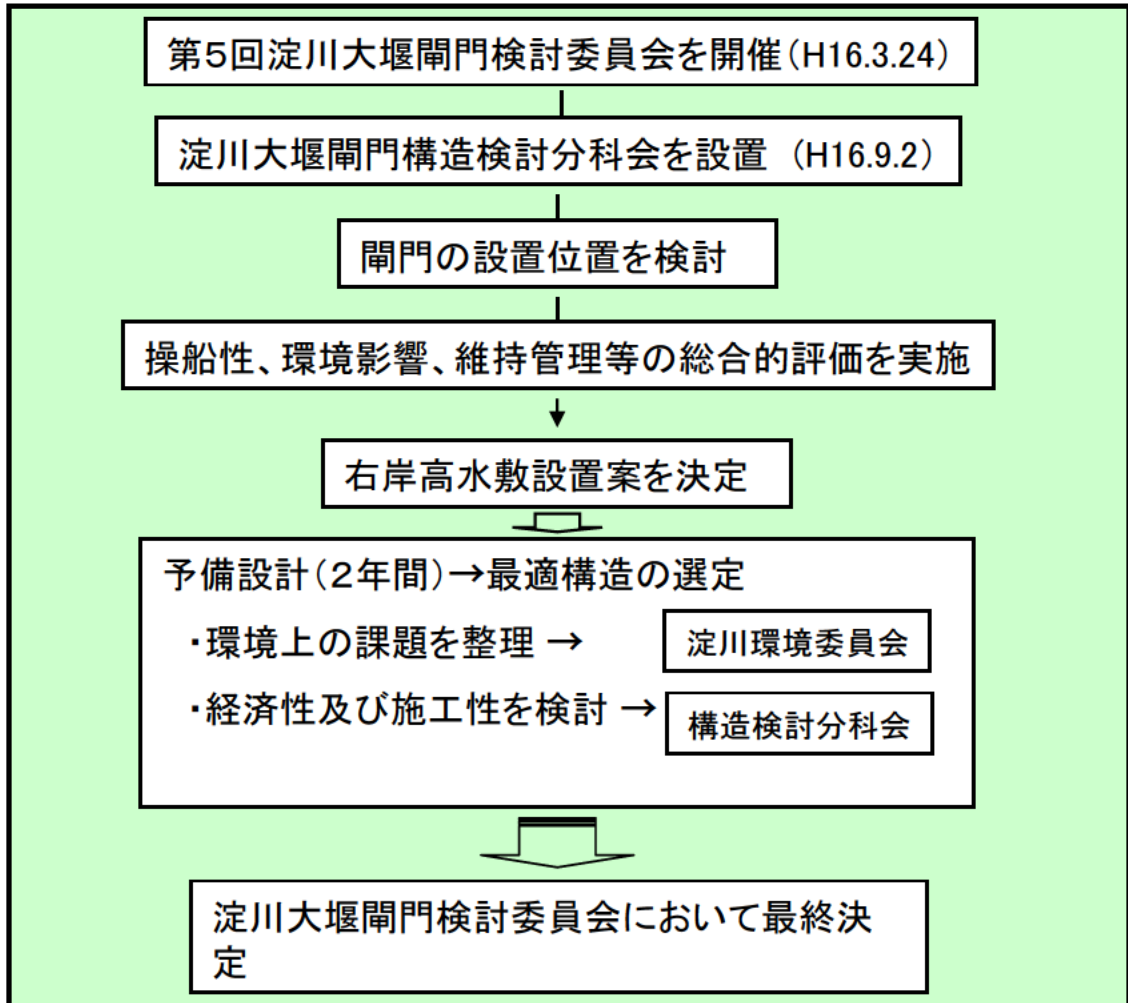 第5回淀川大堰閘門検討委員会を開催(H16.3.24)
淀川大堰閘門構造検討分科会を設置 (H16.9.2)
閘門の設置位置を検討
操船性、環境影響、維持管理等の総合的評価を実施
右岸高水敷設置案を決定
予備設計(2年間)→最適構造の選定
・環境上の課題を整理 → 淀川環境委員会
・経済性及び施工性を検討 → 構造検討分科会
淀川大堰閘門検討委員会において最終決
定